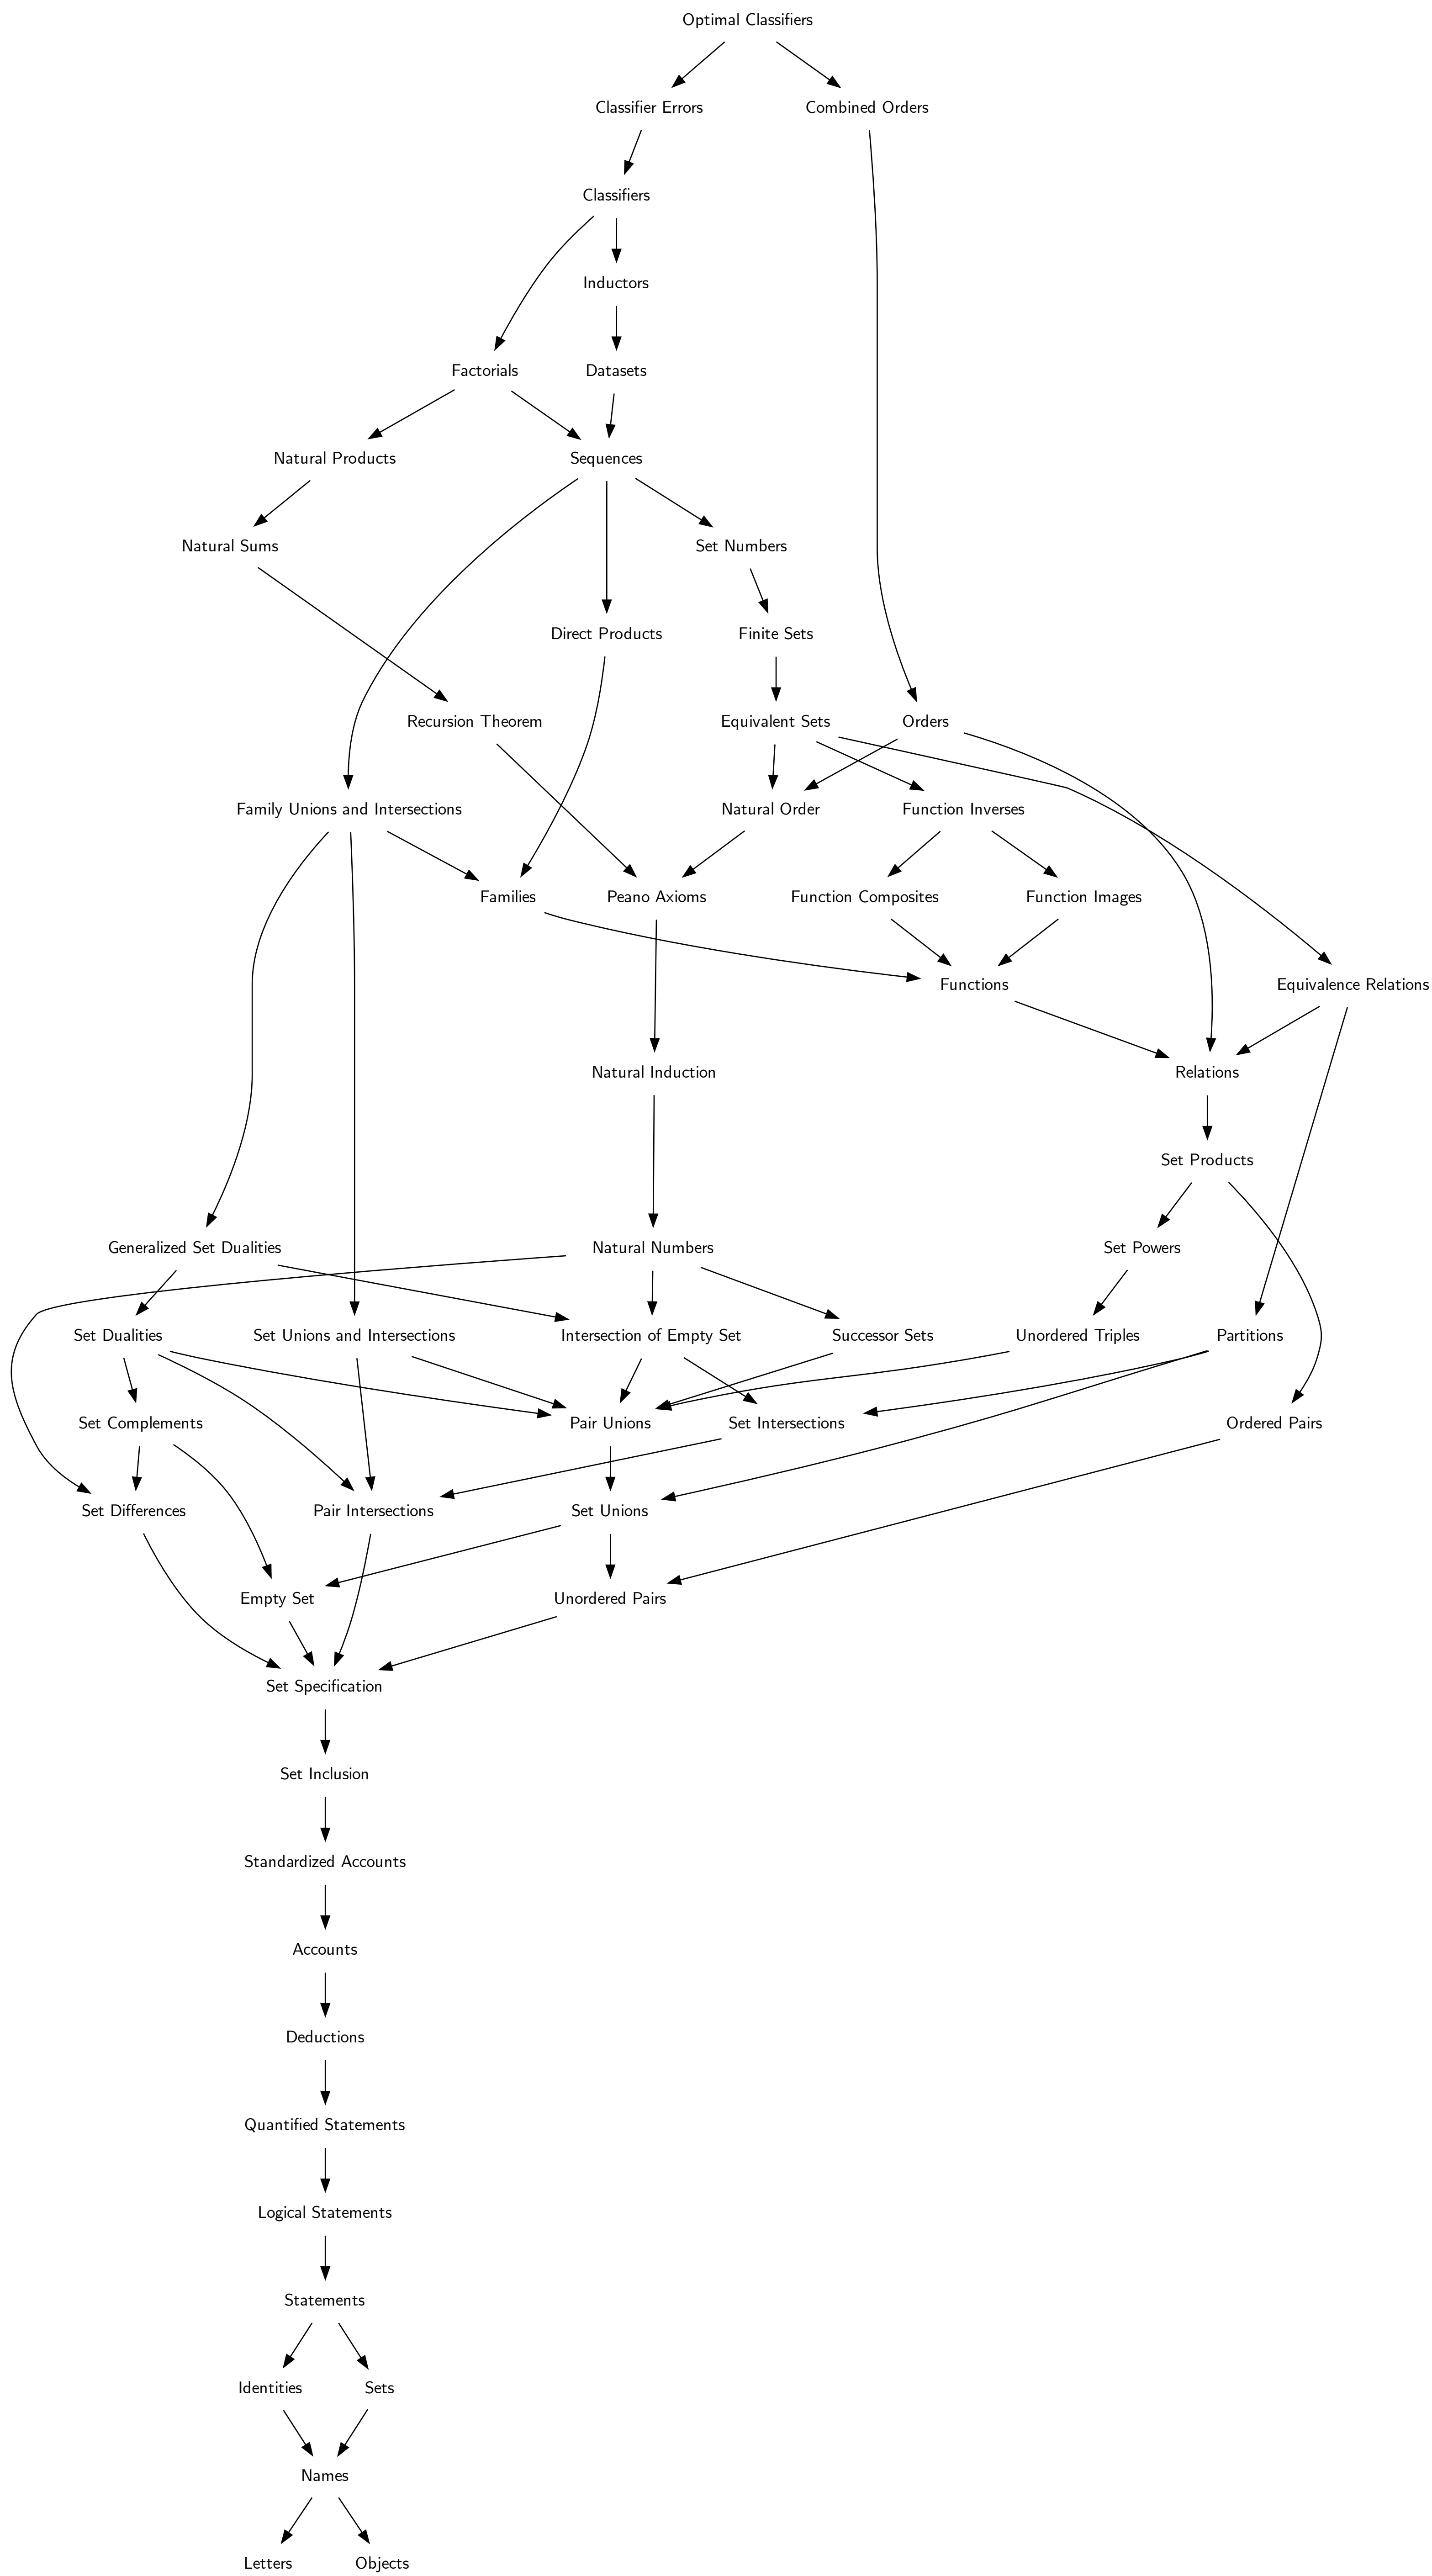 Optimal Classifiers
Classifier Errors
Combined Orders
Classifiers
Inductors
Factorials
Datasets
Natural Products
Sequences
Natural Sums
Set Numbers
Direct Products
Finite Sets
Recursion Theorem
Equivalent Sets
Orders
Family Unions and Intersections
Natural Order
Function Inverses
Families
Peano Axioms
Function Composites
Function Images
Functions
Equivalence Relations
Natural Induction
Relations
Set Products
Generalized Set Dualities
Natural Numbers
Set Powers
Set Dualities
Set Unions and Intersections
Intersection of Empty Set
Successor Sets
Unordered Triples
Partitions
Set Complements
Pair Unions
Set Intersections
Ordered Pairs
Set Differences
Pair Intersections
Set Unions
Empty Set
Unordered Pairs
Set Specification
Set Inclusion
Standardized Accounts
Accounts
Deductions
Quantified Statements
Logical Statements
Statements
Identities
Sets
Names
Letters
Objects